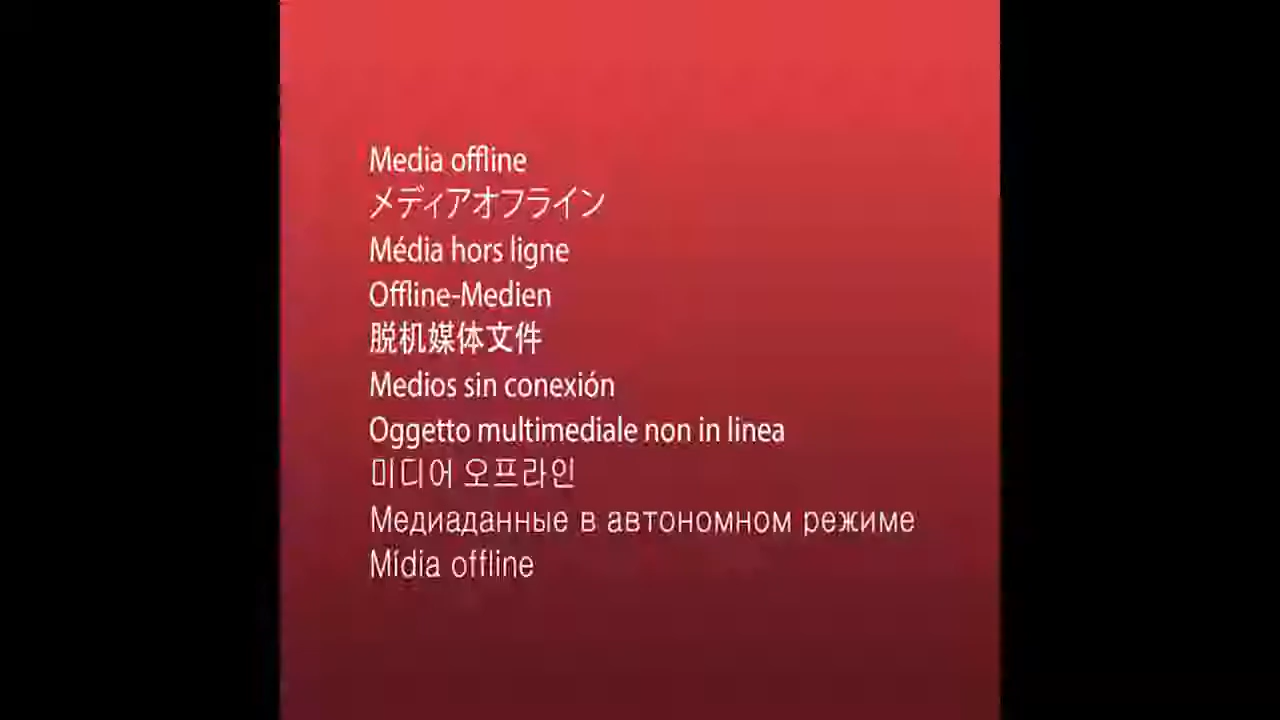 Media offline
メディアオフライン
Média hors ligne
Offline-Medien
脱机媒体文件
Medios sin conexión
Oggetto multimediale non in linea
미디어 오프라인
Медиаданные в автономном режиме
Mídia offline